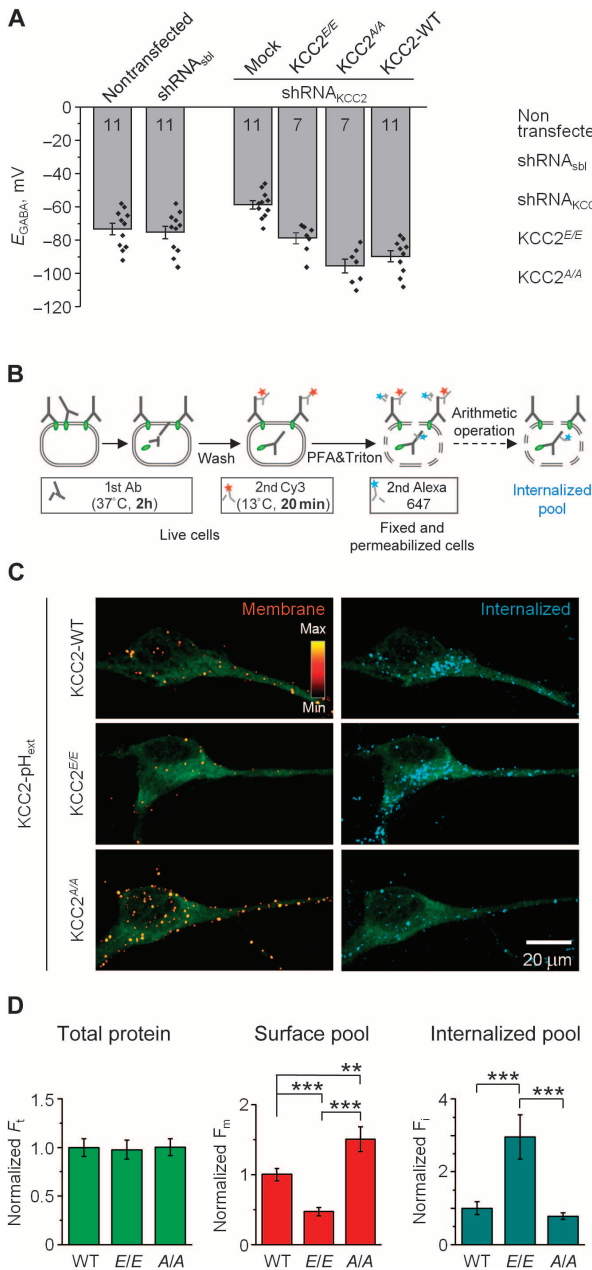 A
Nontransfected
shRNAsbl
Mock
KCC2E/E
KCC2A/A
KCC2-WT
shRNAKCC2
EGABA, mV
0
−20
−40
−60
−80
−100
−120
11
11
11
7
7
11
Non
transfecte
shRNAsbl
shRNAKCC
KCC2E/E
KCC2A/A
B
Wash
PFA&Triton
Arithmetic
operation
1st Ab
(37°C, 2h)
2nd Cy3
(13°C, 20 min)
2nd Alexa
647
Internalized
pool
Live cells
Fixed and
permeabilized cells
C
KCC2-pHext
KCC2-WT
KCC2E/E
KCC2A/A
Membrane
Max
Min
Internalized
20 μm
D
Total protein
Normalized Ft
1.5
1.0
0.5
0.0
WT
E/E
A/A
Surface pool
Normalized Fm
2
1
0
**
***
***
WT
E/E
A/A
Internalized pool
Normalized Fi
4
2
0
***
***
WT
E/E
A/A